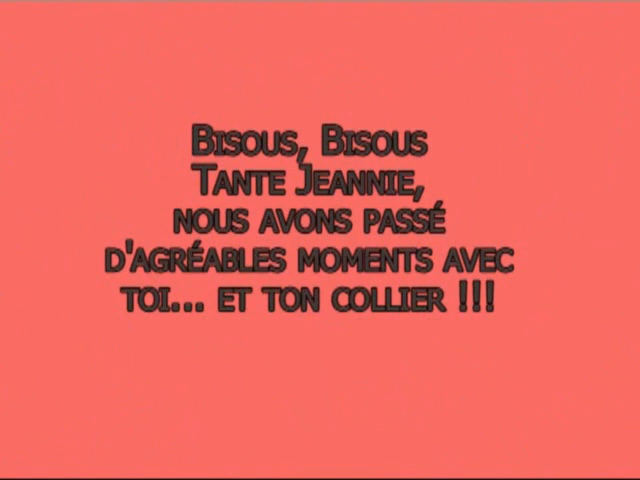 Bisous, Bisous
Tante Jeannie,
nous avons passé
d'agréables moments avec
toi... et ton collier !!!